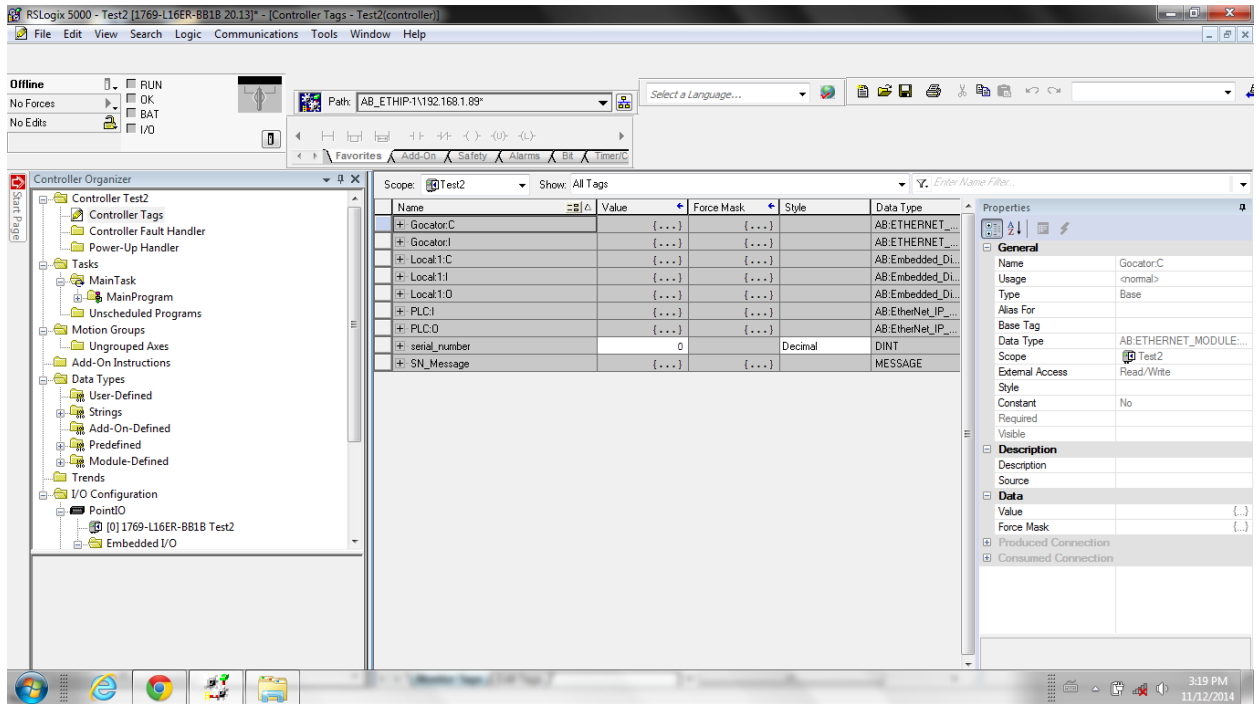 RSLogix 5000 - Test2 [1769-L16ER-BB1B 20.13]* - [Controller Tags - Test2(controller)]
File Edit View Search Logic Communications Tools Window Help
Offline
RUN
No Forces
OK
BAT
No Edits
I/O
Path: AB_ETHIP-1\192.168.1.89*
Select a Language...
Favorites Add-On Safety Alarms Bit Timer/C
Start Page
Controller Organizer
Controller Test2
Controller Tags
Controller Fault Handler
Power-Up Handler
Tasks
MainTask
MainProgram
Unscheduled Programs
Motion Groups
Ungrouped Axes
Add-On Instructions
Data Types
User-Defined
Strings
Add-On-Defined
Predefined
Module-Defined
Trends
I/O Configuration
PointIO
[0] 1769-L16ER-BB1B Test2
Embedded I/O
Scope: Test2 Show: All Tags Enter Name Filter...
Name Value Force Mask Style Data Type
Gocator:C {...} {...} AB:ETHERNET_...
Gocator:I {...} {...} AB:ETHERNET_...
Local:1:C {...} {...} AB:Embedded_Di...
Local:1:I {...} {...} AB:Embedded_Di...
Local:1:O {...} {...} AB:Embedded_Di...
PLC:I {...} {...} AB:EtherNet_IP_...
PLC:O {...} {...} AB:EtherNet_IP_...
serial_number 0 Decimal DINT
SN_Message {...} {...} MESSAGE
Properties
General
Name Gocator:C
Usage <normal>
Type Base
Alias For
Base Tag
Data Type AB:ETHERNET_MODULE:...
Scope Test2
External Access Read/Write
Style
Constant No
Required
Visible
Description
Description
Source
Data
Value {...}
Force Mask {...}
Produced Connection
Consumed Connection
Monitor Tags Edit Tags
3:19 PM
11/12/2014